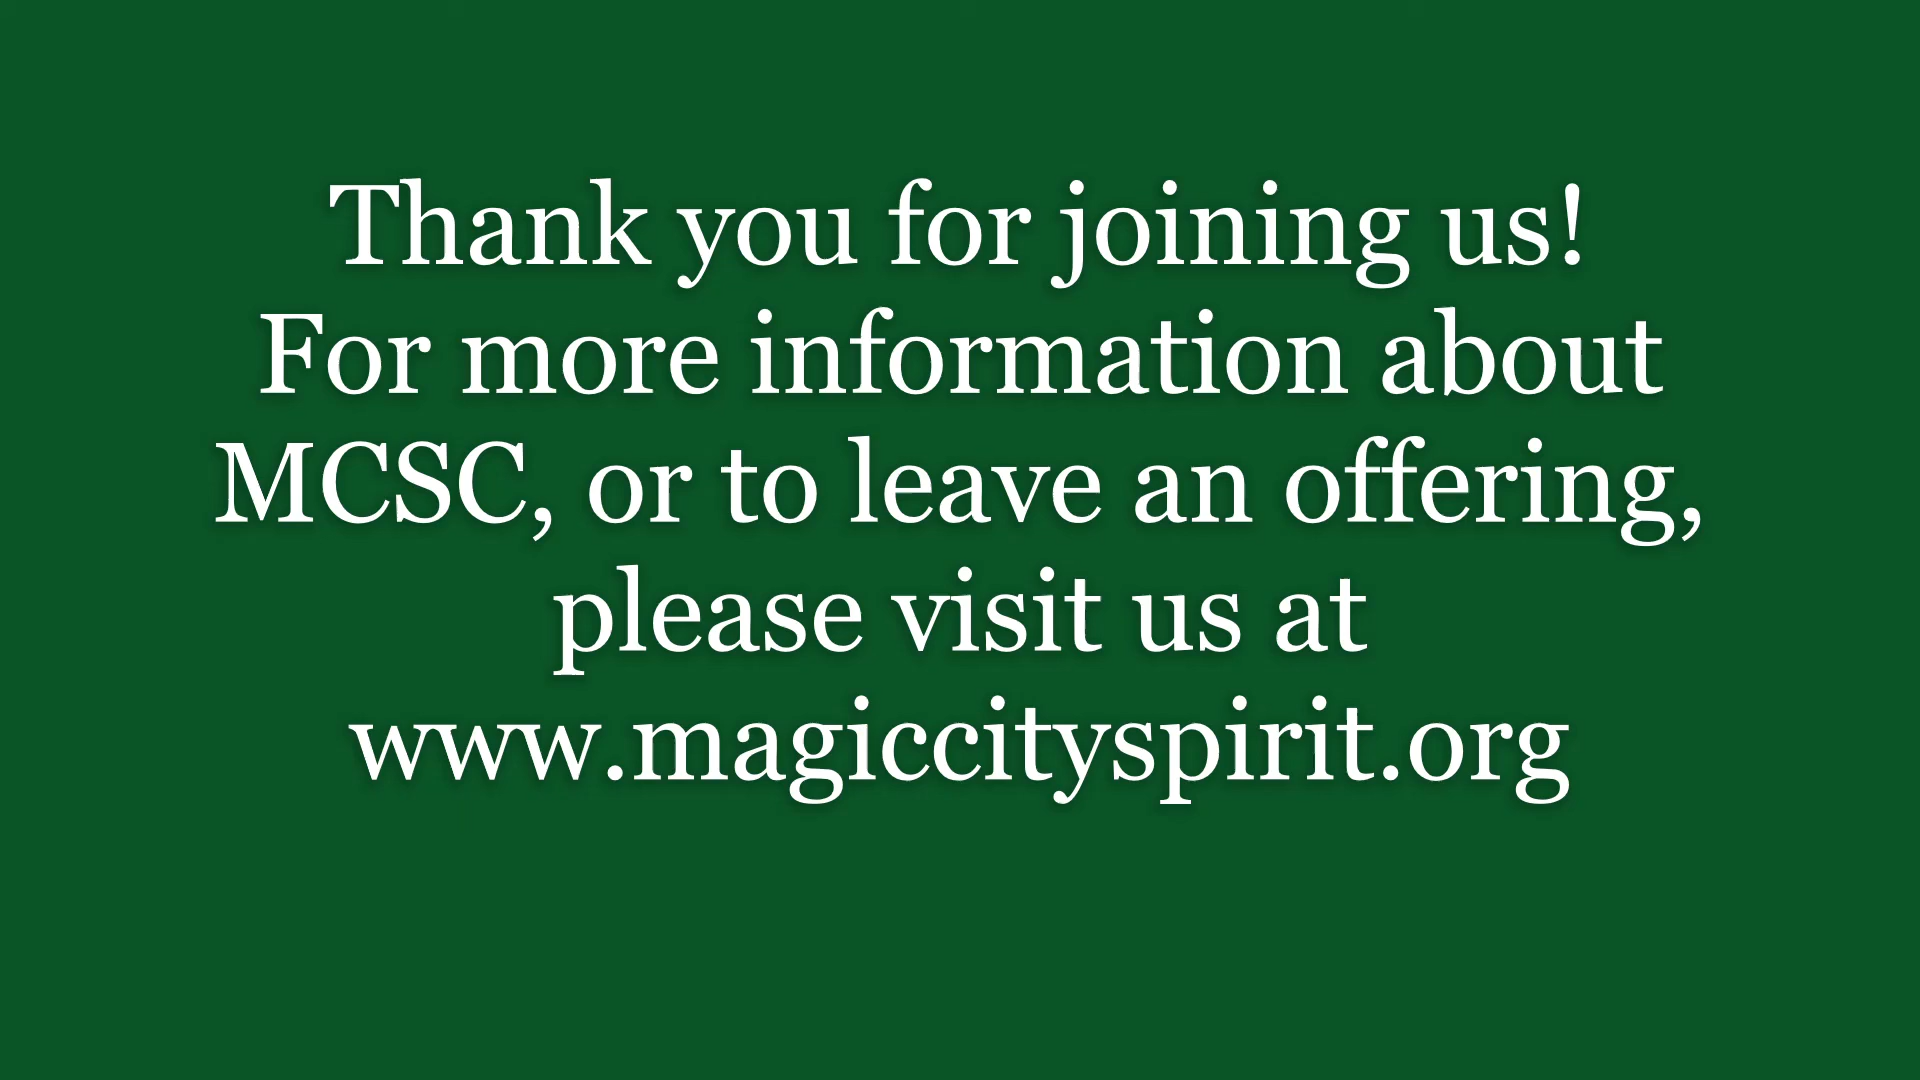 Thank you for joining us!
For more information about
MCSC, or to leave an offering,
please visit us at
www.magiccityspirit.org